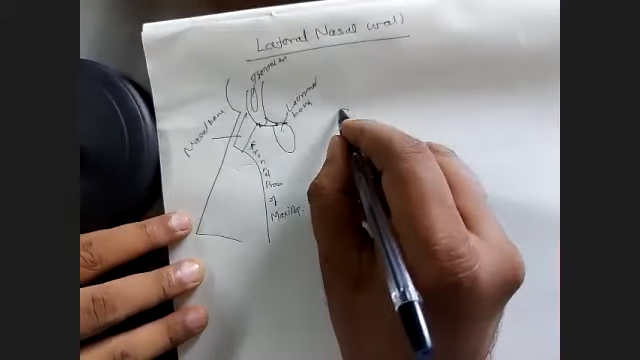 Lateral Nasal (wall)
Nasal bone
Lacrimal
bone
Frontal
Process
of
Maxilla.